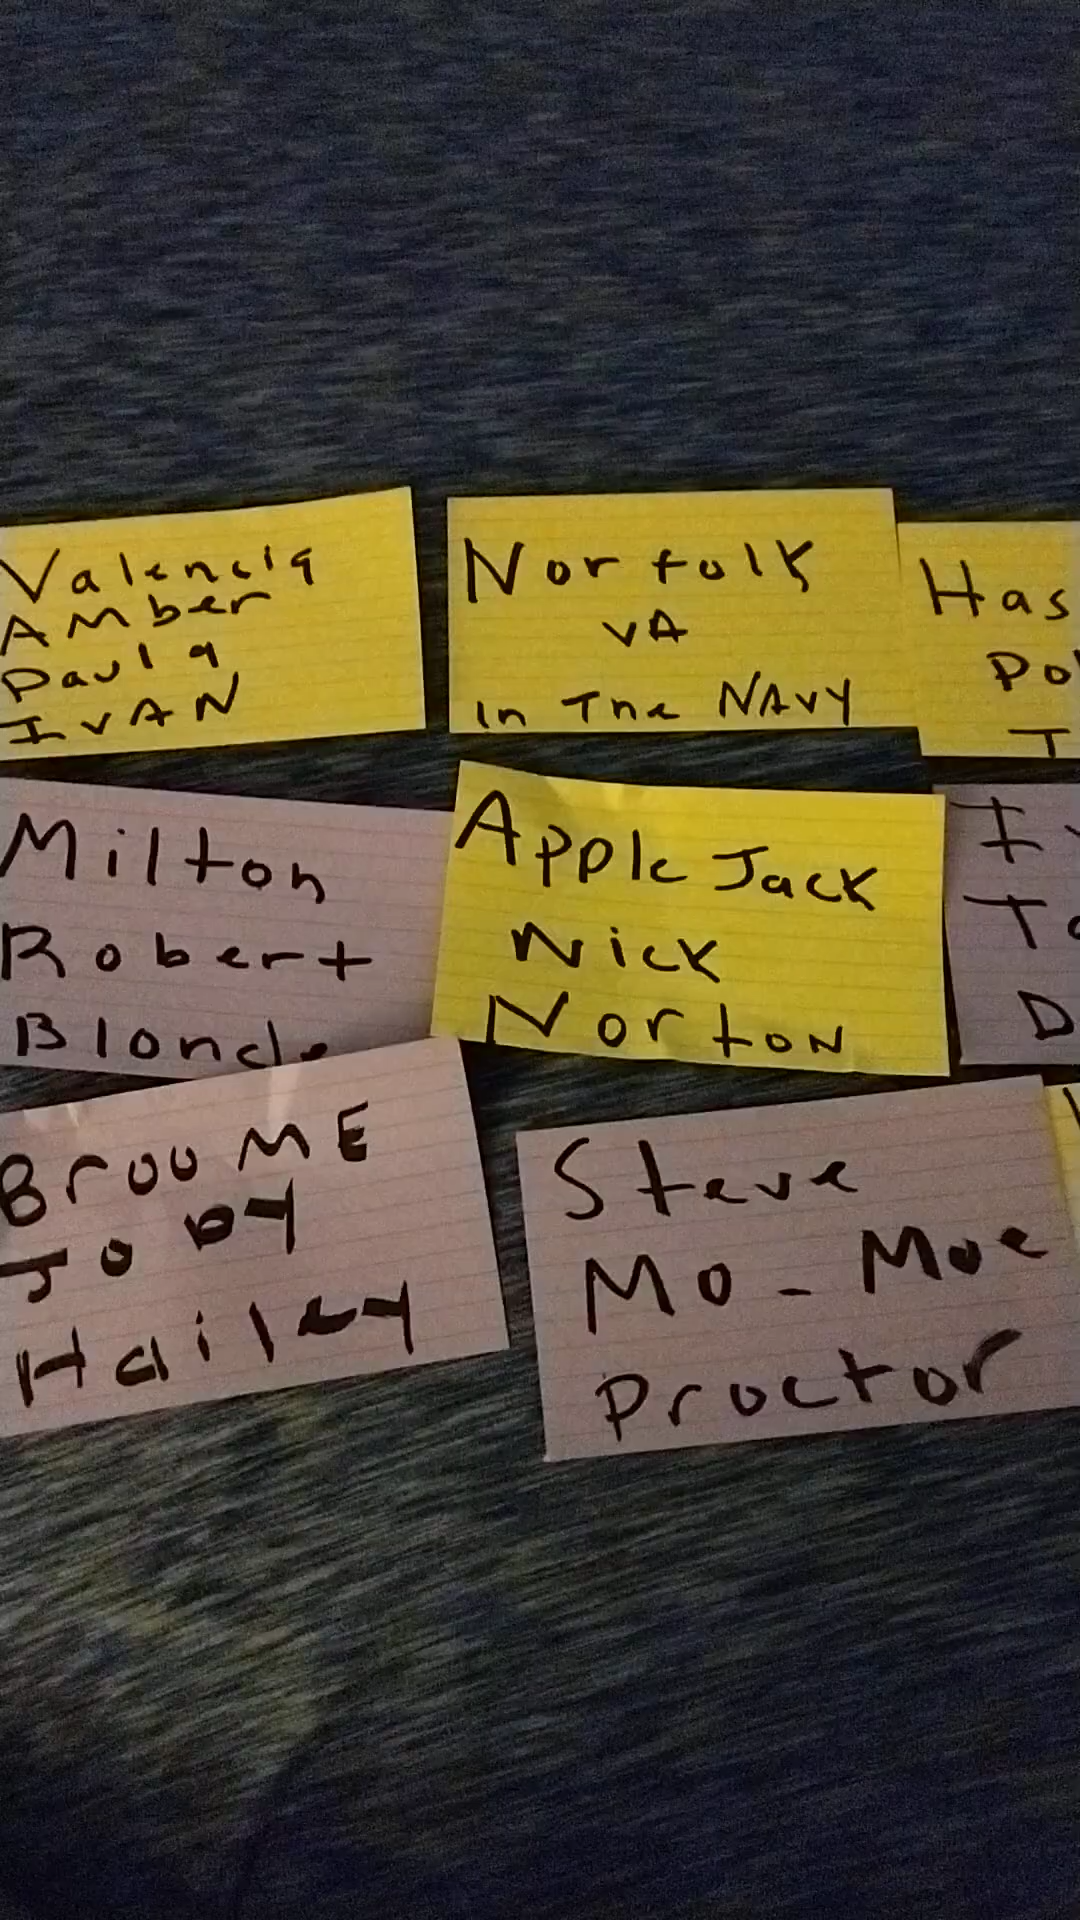 Valencia
AMber
Paula
IVAN
Norfolk
VA
In The NAVY
Has
Milton
Robert
Blonde
Apple Jack
Nick
Norton
BrooME
JoDY
Hailey
Steve
Mo - Moe
Proctor